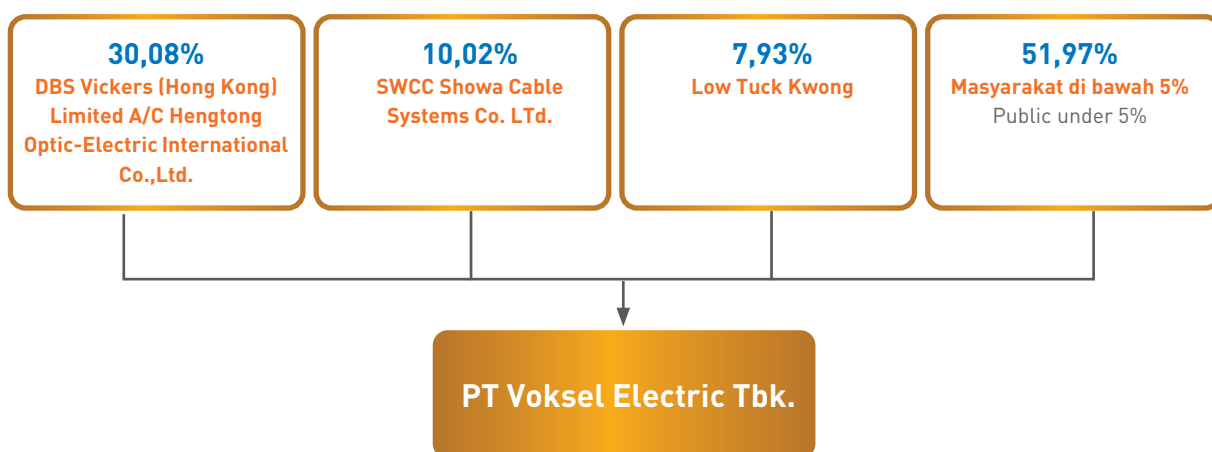 30,08%
DBS Vickers (Hong Kong)
Limited A/C Hengtong
Optic-Electric International
Co.,Ltd.
10,02%
SWCC Showa Cable
Systems Co. LTd.
7,93%
Low Tuck Kwong
51,97%
Masyarakat di bawah 5%
Public under 5%
PT Voksel Electric Tbk.